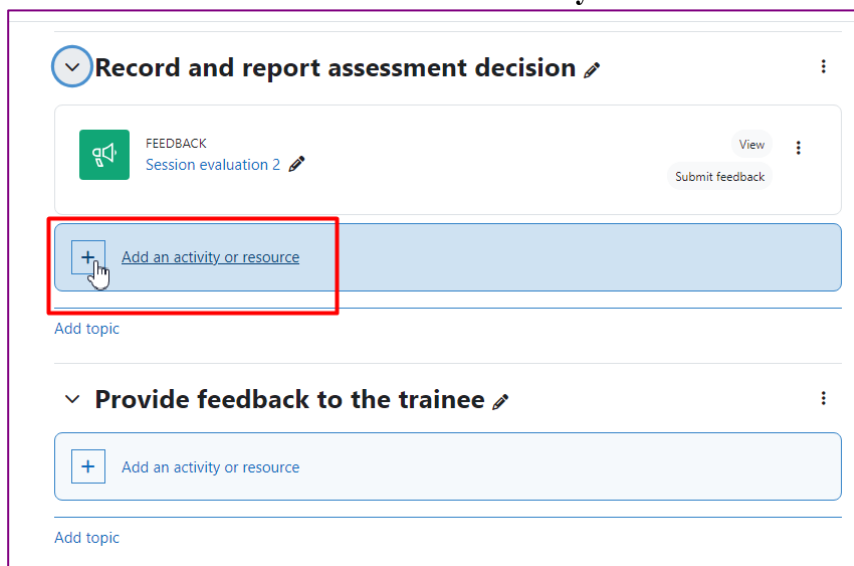 Record and report assessment decision
FEEDBACK
Session evaluation 2
View
Submit feedback
Add an activity or resource
Add topic
Provide feedback to the trainee
Add an activity or resource
Add topic